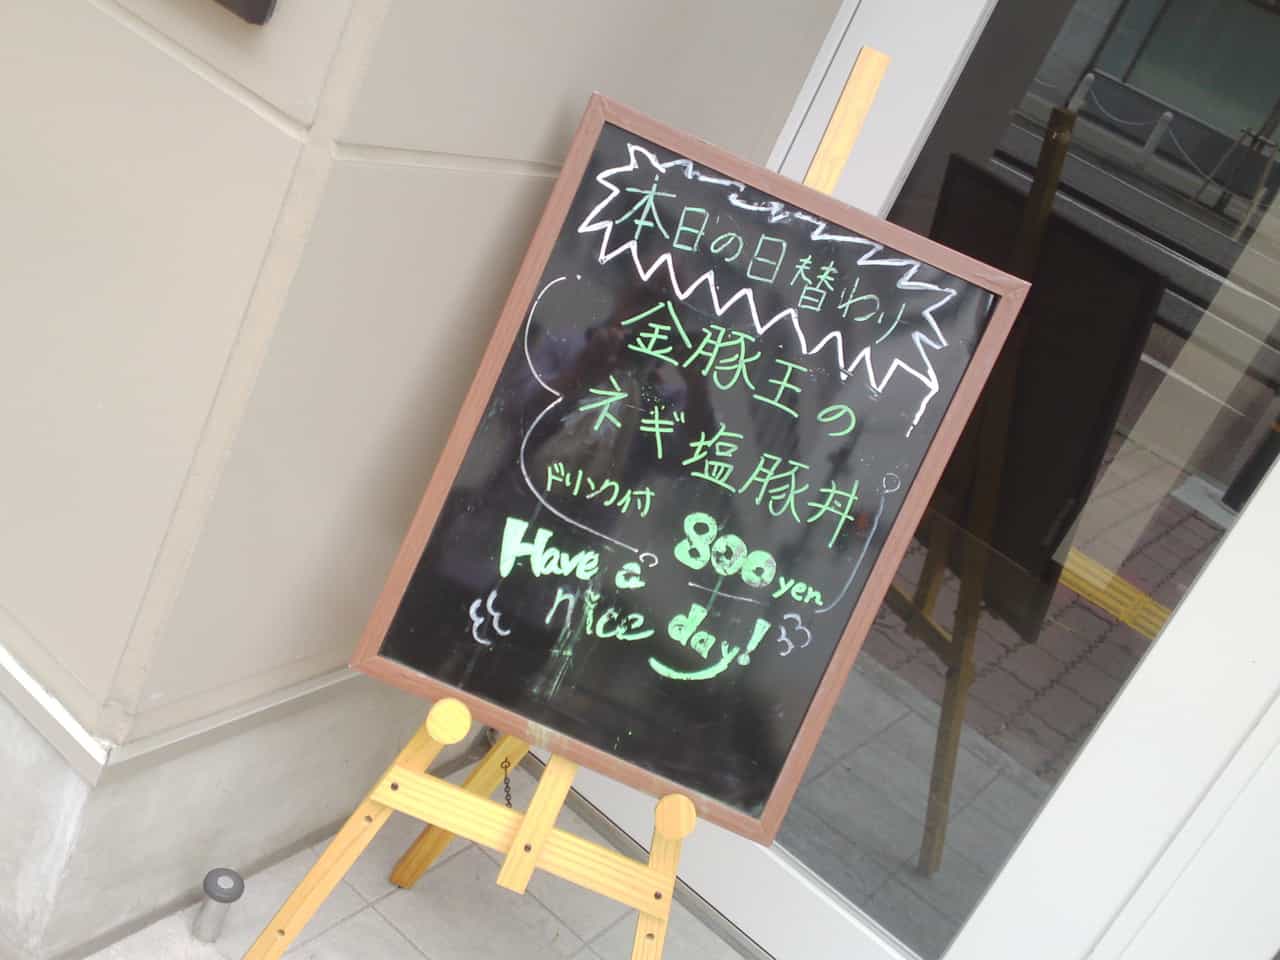 本日の日替わり
金豚王の
ネギ塩豚丼
ドリンク付 800yen
Have a
nice day!